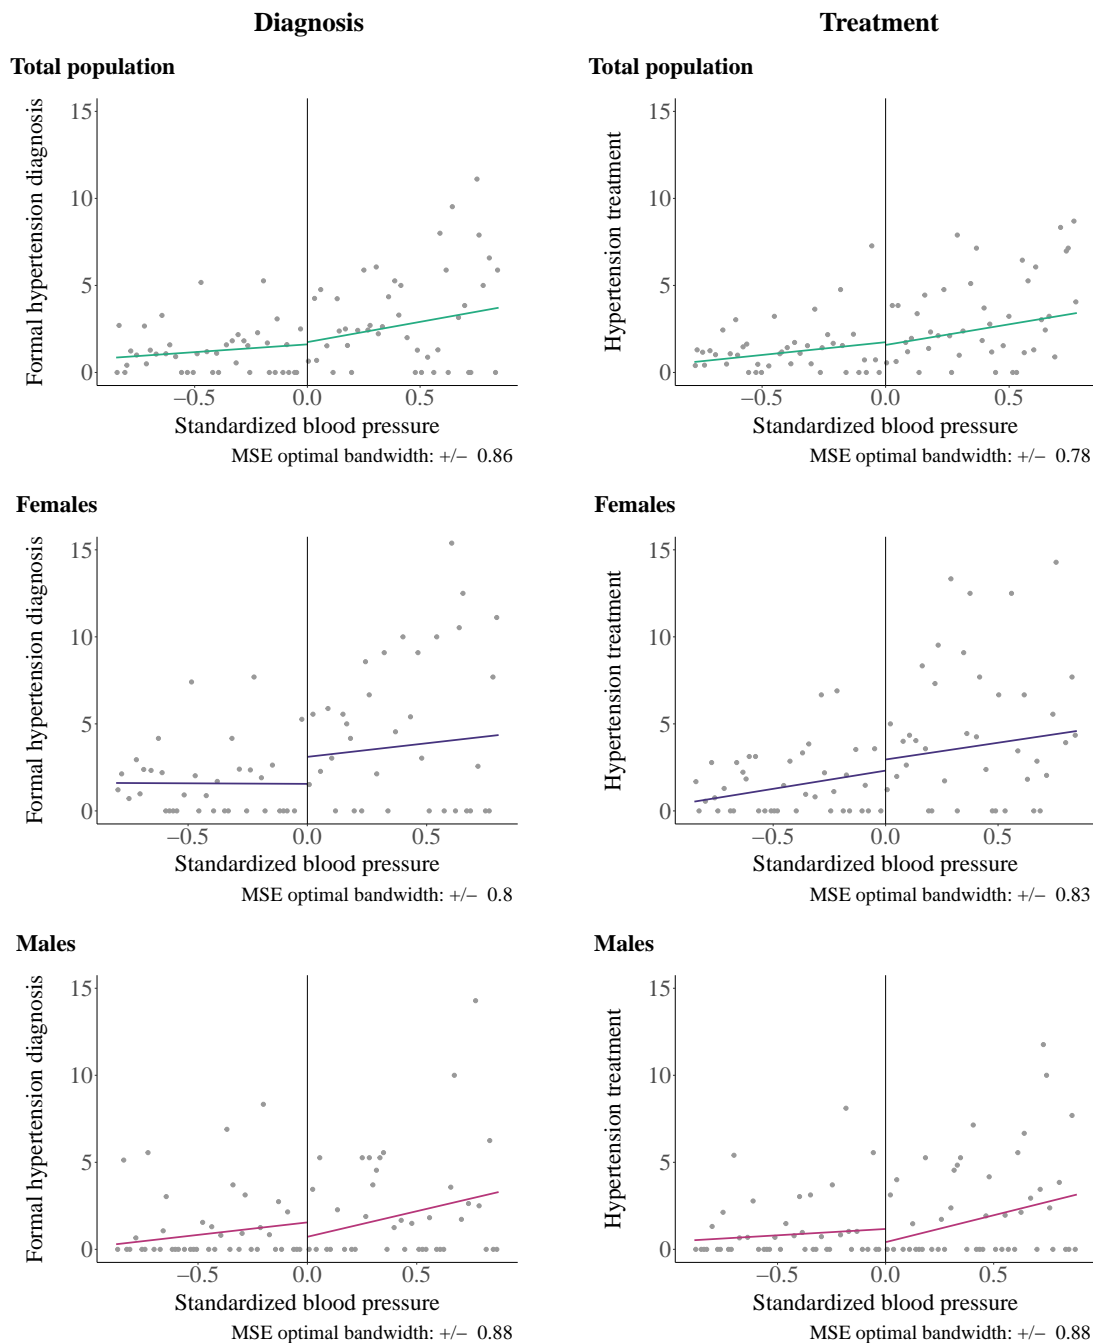 Diagnosis
Treatment
Total population
Total population
Formal hypertension diagnosis
15
10
5
0
−0.5
0.0
0.5
Standardized blood pressure
MSE optimal bandwidth: +/− 0.86
Hypertension treatment
15
10
5
0
−0.5
0.0
0.5
Standardized blood pressure
MSE optimal bandwidth: +/− 0.78
Females
Females
Formal hypertension diagnosis
15
10
5
0
−0.5
0.0
0.5
Standardized blood pressure
MSE optimal bandwidth: +/− 0.8
Hypertension treatment
15
10
5
0
−0.5
0.0
0.5
Standardized blood pressure
MSE optimal bandwidth: +/− 0.83
Males
Males
Formal hypertension diagnosis
15
10
5
0
−0.5
0.0
0.5
Standardized blood pressure
MSE optimal bandwidth: +/− 0.88
Hypertension treatment
15
10
5
0
−0.5
0.0
0.5
Standardized blood pressure
MSE optimal bandwidth: +/− 0.88